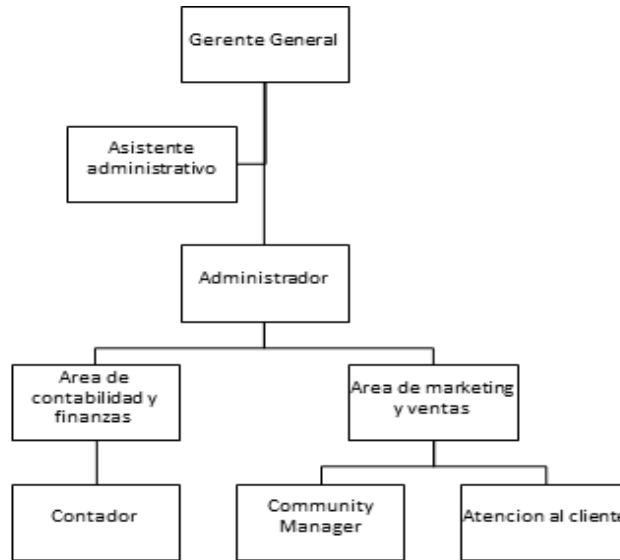 Gerente General
Asistente
administrativo
Administrador
Area de
contabilidad y
finanzas
Area de marketing
y ventas
Contador
Community
Manager
Atencion al cliente